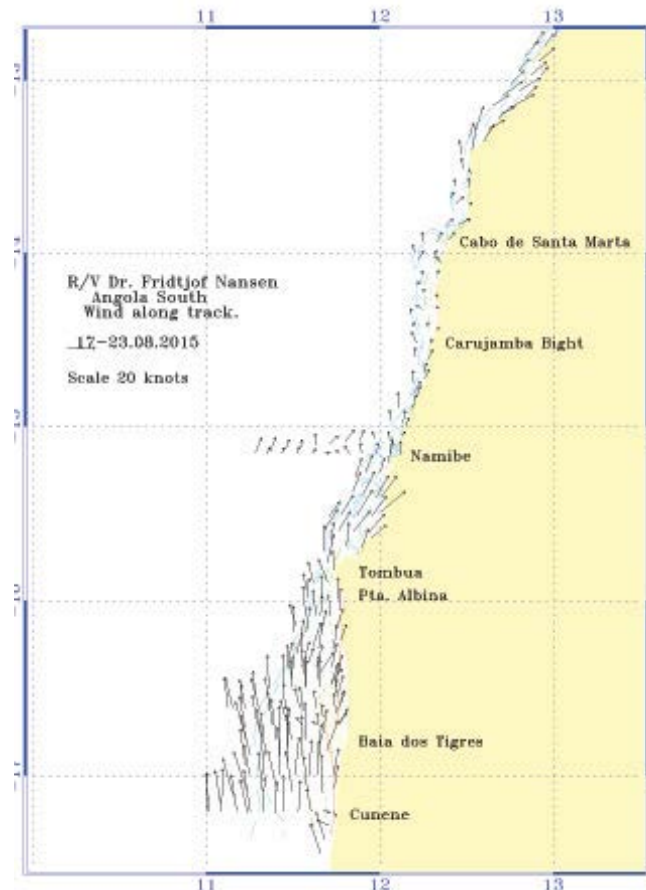 11 12 13
Cabo de Santa Marta
R/V Dr. Fridtjof Nansen
Angola South
Wind along track.
17-23.08.2015
Carujamba Bight
Scale 20 knots
Namibe
Tombua
Pta. Albina
Baia dos Tigres
Cunene
11 12 13